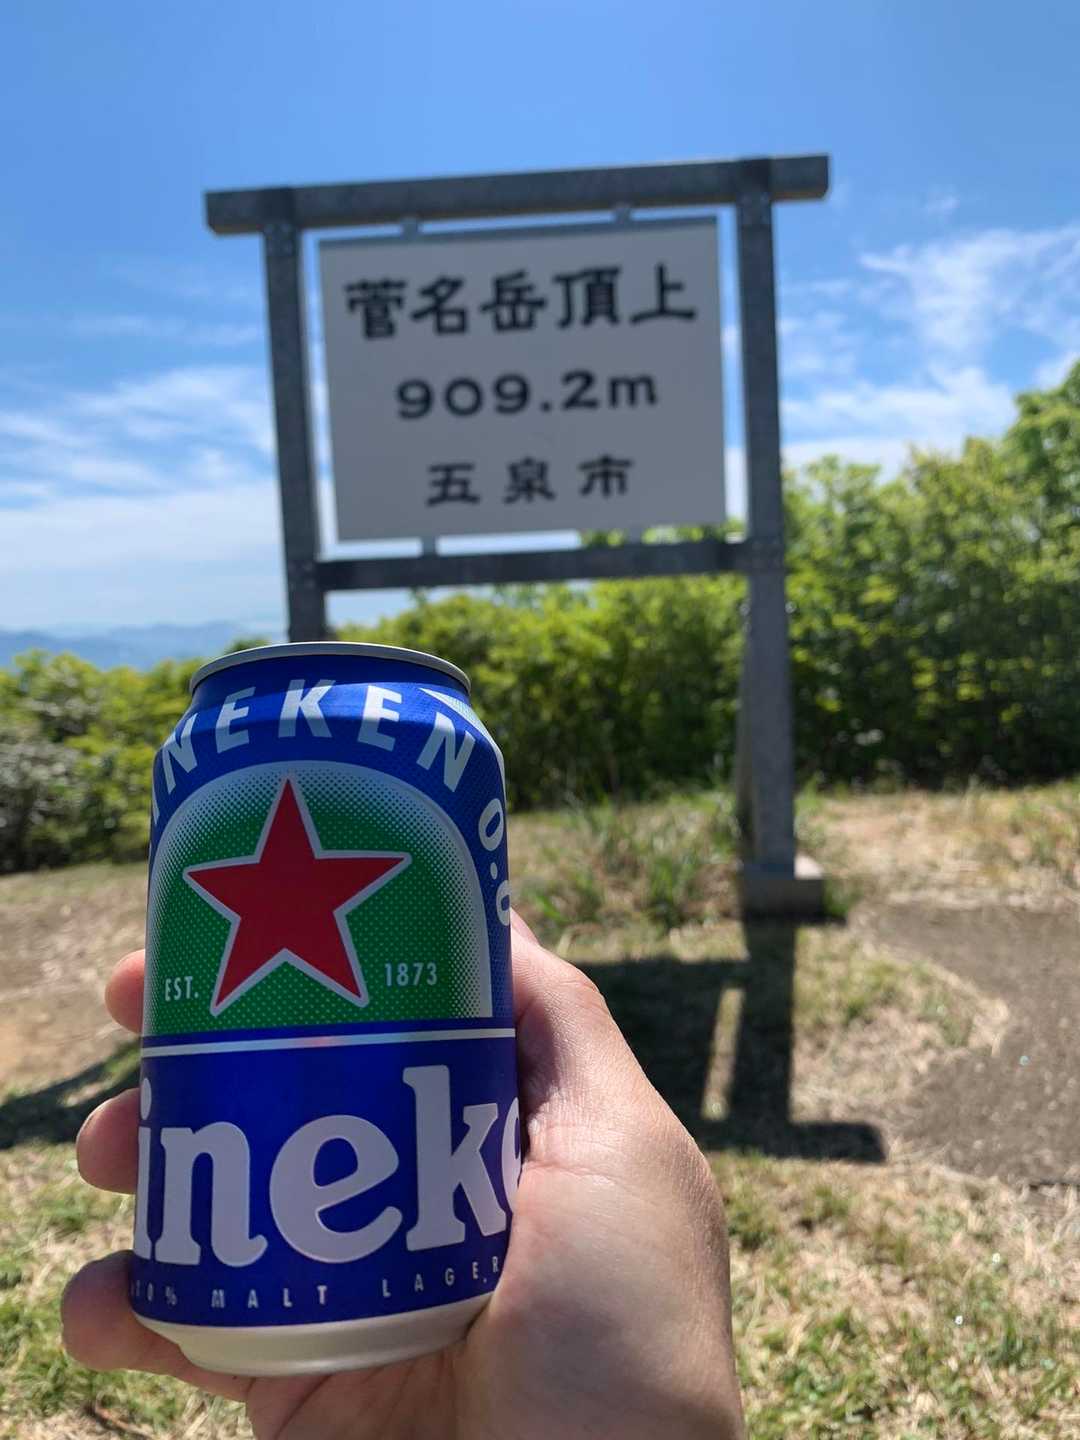 菅名岳頂上
909.2m
五泉市
INEKEN 0.0
EST. 1873
ineke
MALT LAGER